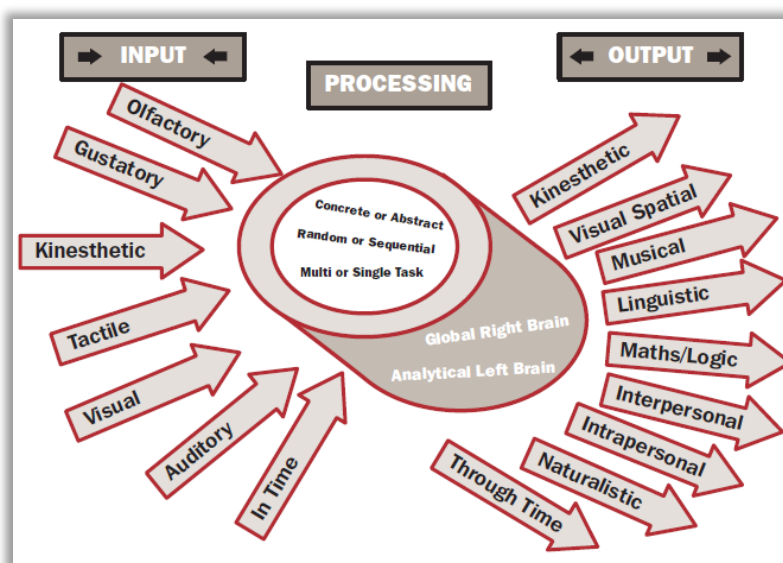 INPUT
PROCESSING
OUTPUT
Olfactory
Gustatory
Kinesthetic
Tactile
Visual
Auditory
In Time
Concrete or Abstract
Random or Sequential
Multi or Single Task
Global Right Brain
Analytical Left Brain
Kinesthetic
Visual Spatial
Musical
Linguistic
Maths/Logic
Interpersonal
Intrapersonal
Naturalistic
Through Time